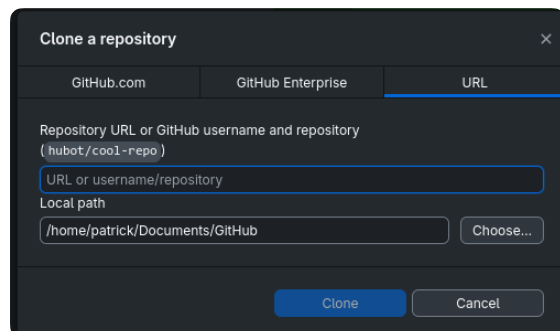 Clone a repository
GitHub.com
GitHub Enterprise
URL
Repository URL or GitHub username and repository
(hubot/cool-repo)
URL or username/repository
Local path
/home/patrick/Documents/GitHub
Choose...
Clone
Cancel